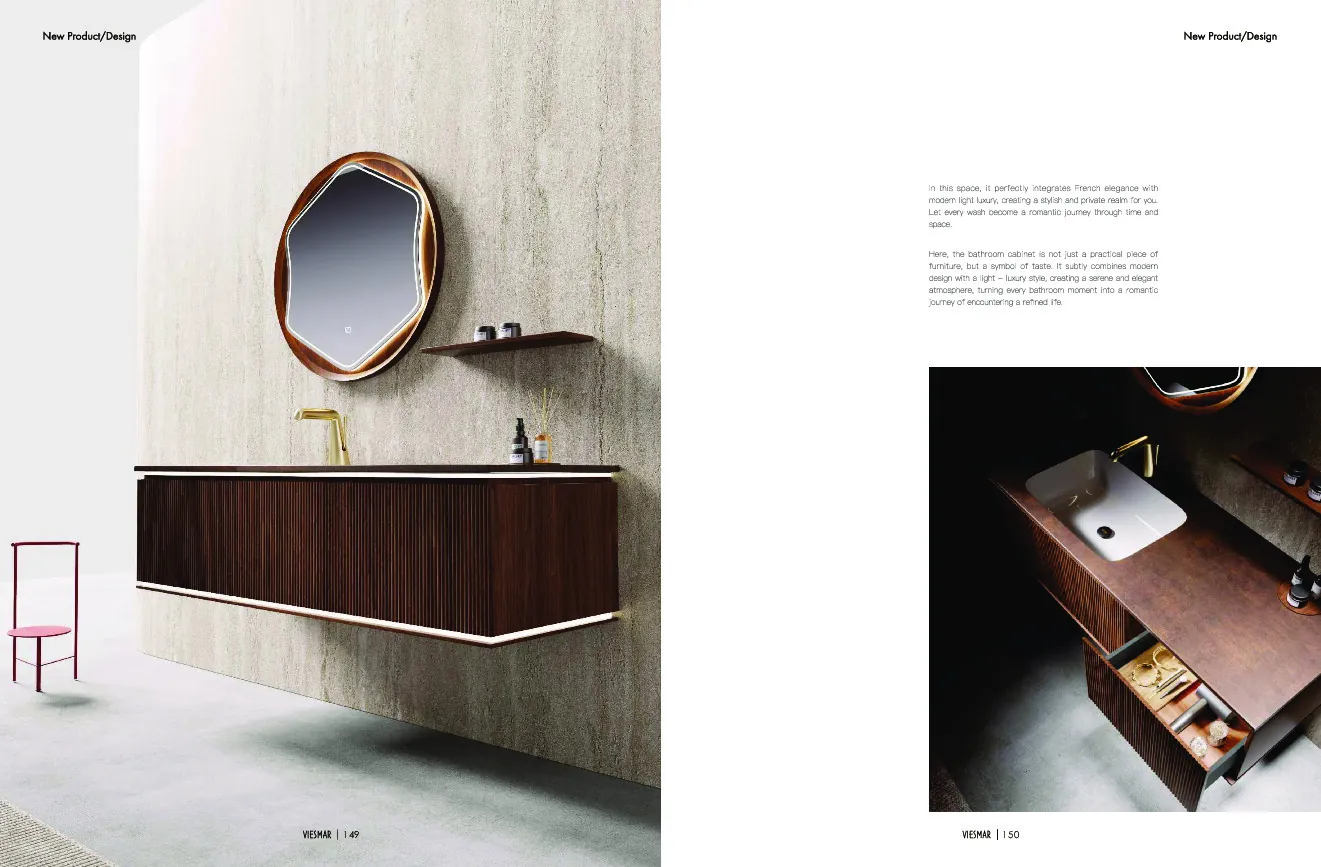 New Product/Design
New Product/Design
In this space, it perfectly integrates French elegance with
modern light luxury, creating a stylish and private realm for you.
Let every wash become a romantic journey through time and
space.
Here, the bathroom cabinet is not just a practical piece of
furniture, but a symbol of taste. It subtly combines modern
design with a light – luxury style, creating a serene and elegant
atmosphere, turning every bathroom moment into a romantic
journey of encountering a refined life.
VIESMAR | 149
VIESMAR | 150